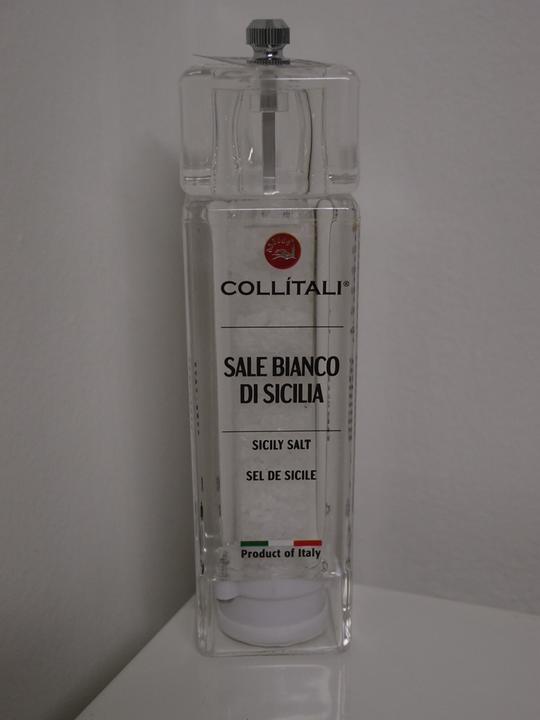 COLLÍTALI®
SALE BIANCO
DI SICILIA
SICILY SALT
SEL DE SICILE
Product of Italy